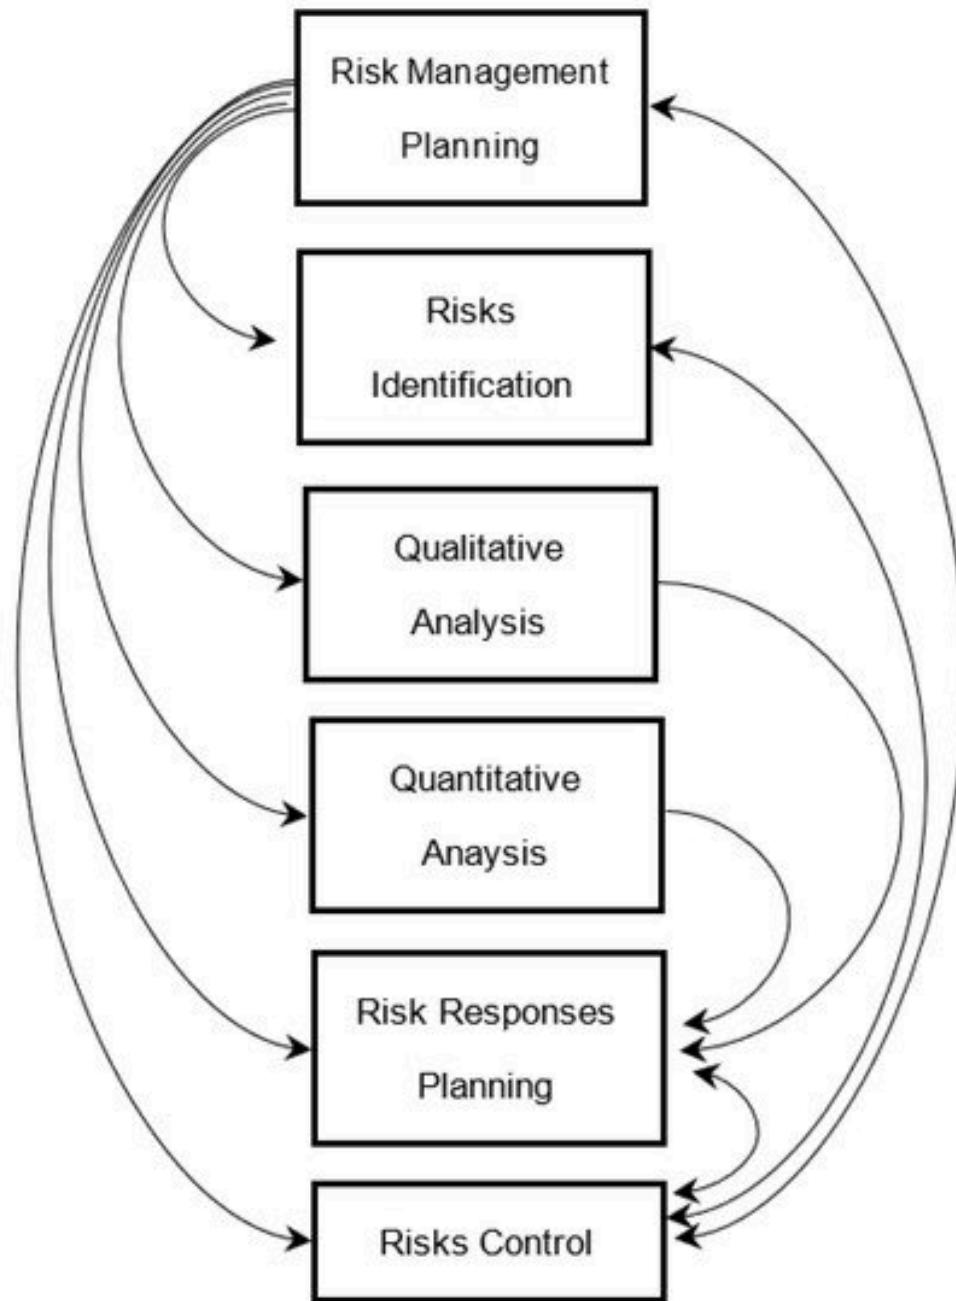 Risk Management
Planning
Risks
Identification
Qualitative
Analysis
Quantitative
Anaysis
Risk Responses
Planning
Risks Control